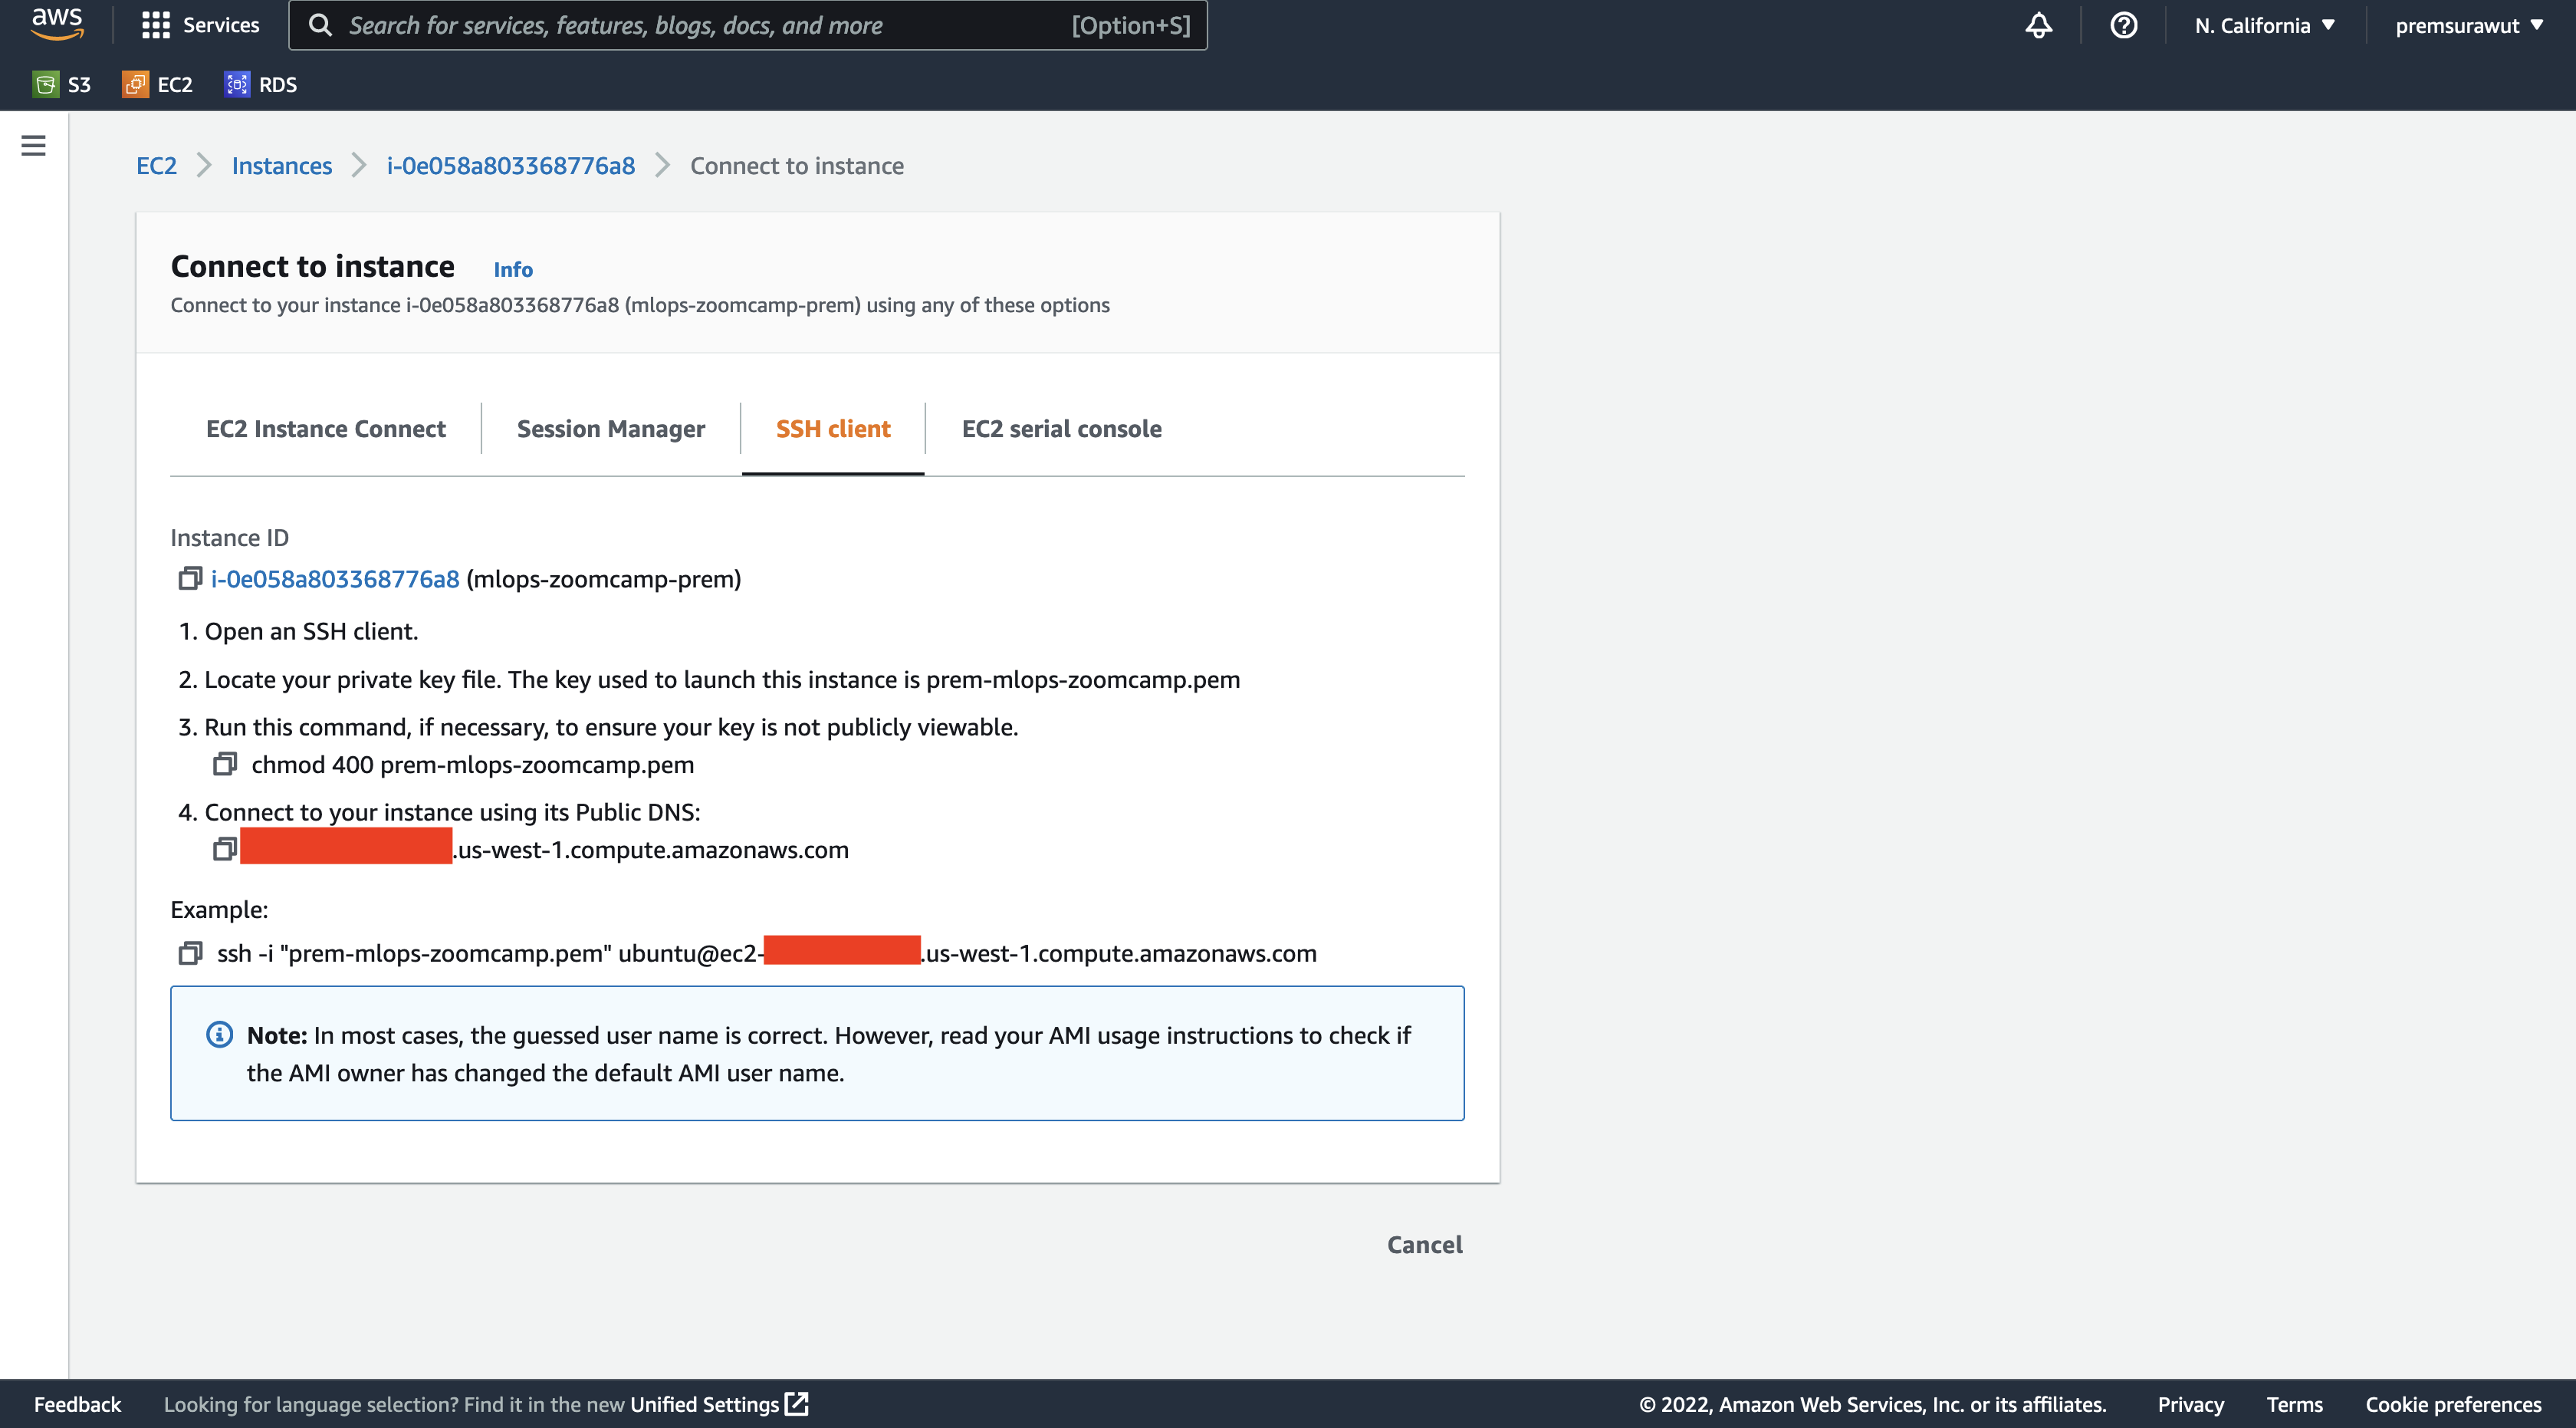 aws
Services
Search for services, features, blogs, docs, and more
[Option+S]
N. California
premsurawut
S3
EC2
RDS
EC2
Instances
i-0e058a803368776a8
Connect to instance
Connect to instance
Info
Connect to your instance i-0e058a803368776a8 (mlops-zoomcamp-prem) using any of these options
EC2 Instance Connect
Session Manager
SSH client
EC2 serial console
Instance ID
i-0e058a803368776a8 (mlops-zoomcamp-prem)
1. Open an SSH client.
2. Locate your private key file. The key used to launch this instance is prem-mlops-zoomcamp.pem
3. Run this command, if necessary, to ensure your key is not publicly viewable.
chmod 400 prem-mlops-zoomcamp.pem
4. Connect to your instance using its Public DNS:
.us-west-1.compute.amazonaws.com
Example:
ssh -i "prem-mlops-zoomcamp.pem" ubuntu@ec2- .us-west-1.compute.amazonaws.com
Note: In most cases, the guessed user name is correct. However, read your AMI usage instructions to check if
the AMI owner has changed the default AMI user name.
Cancel
Feedback
Looking for language selection? Find it in the new Unified Settings
© 2022, Amazon Web Services, Inc. or its affiliates.
Privacy
Terms
Cookie preferences